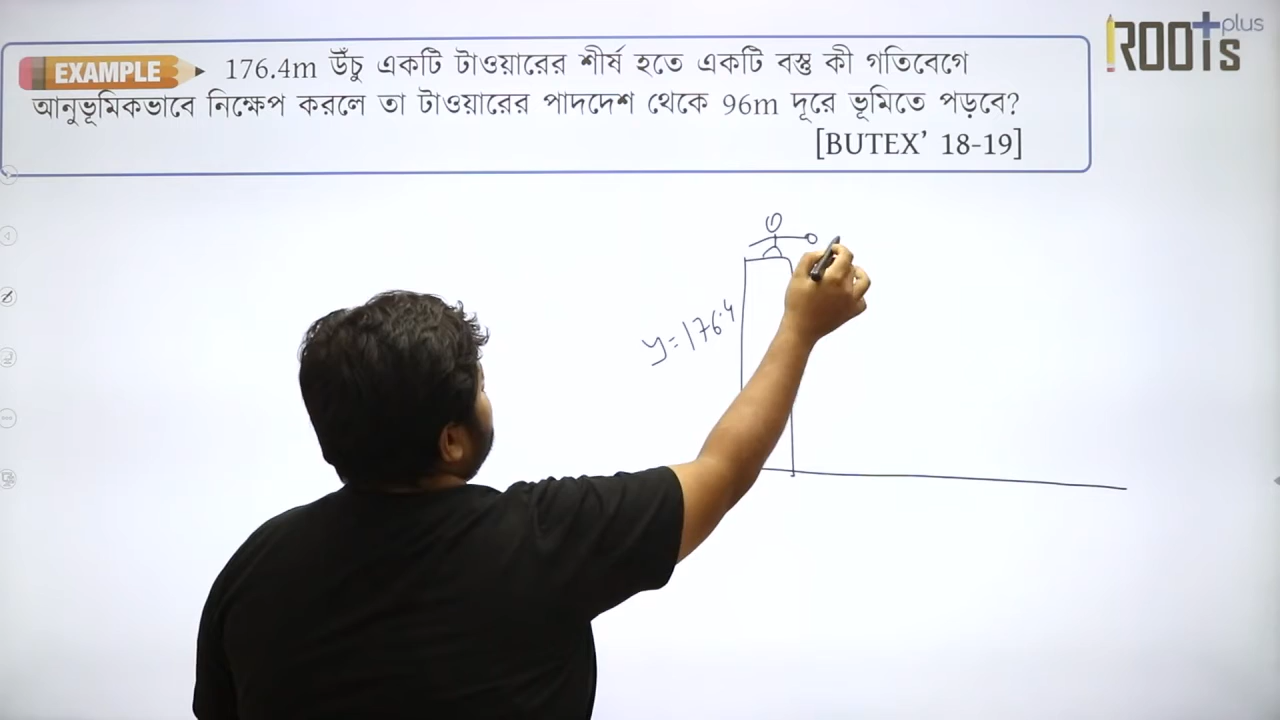 ROOTs plus
EXAMPLE 176.4m উঁচু একটি টাওয়ারের শীর্ষ হতে একটি বস্তু কী গতিবেগে
আনুভূমিকভাবে নিক্ষেপ করলে তা টাওয়ারের পাদদেশ থেকে 96m দূরে ভূমিতে পড়বে?
[BUTEX’ 18-19]
y=176.4